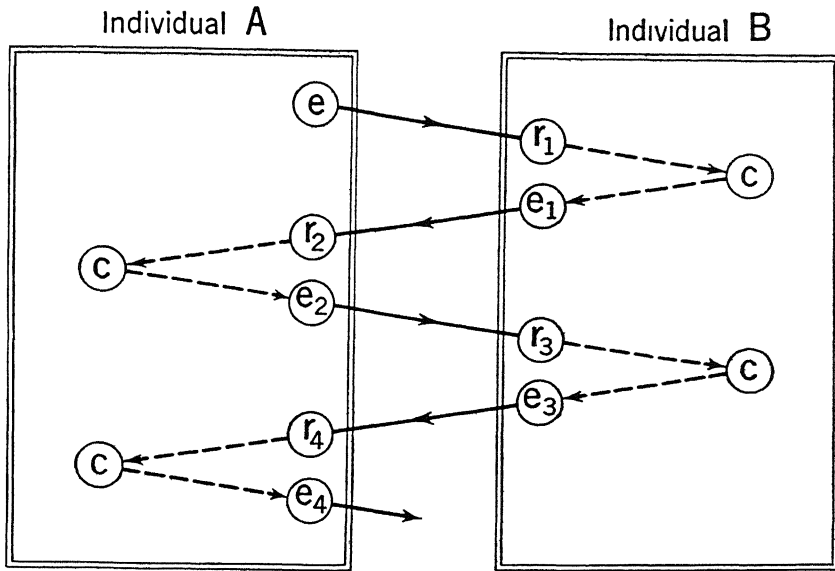 Individual A
Individual B
e
r₁
c
e₁
r₂
c
e₂
r₃
c
e₃
r₄
c
e₄